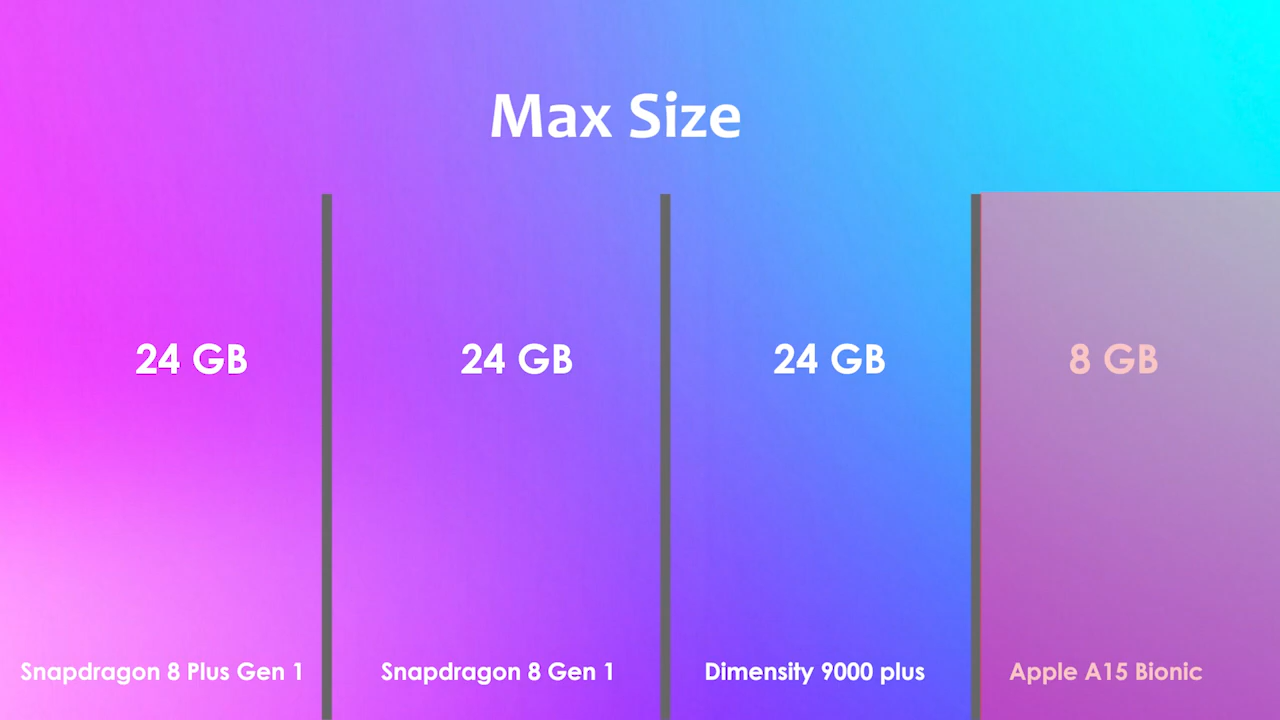 Max Size
24 GB
24 GB
24 GB
8 GB
Snapdragon 8 Plus Gen 1
Snapdragon 8 Gen 1
Dimensity 9000 plus
Apple A15 Bionic